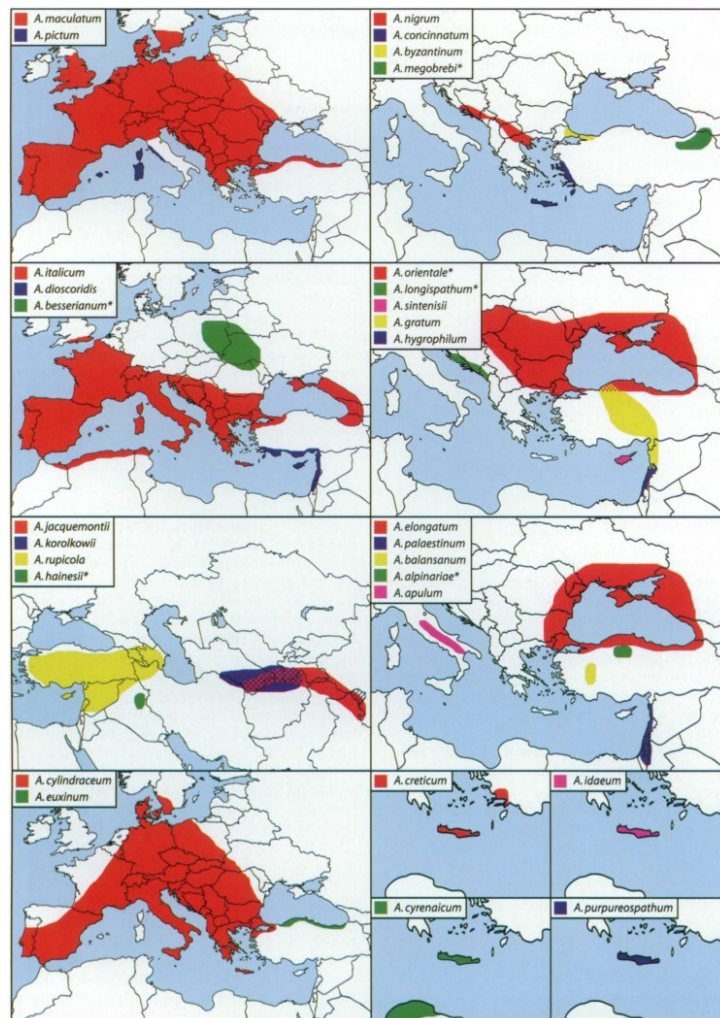 A. maculatum
A. pictum
A. nigrum
A. concinnatum
A. byzantinum
A. megobrebi*
A. italicum
A. dioscoridis
A. besserianum*
A. orientale*
A. longispathum*
A. sintenisii
A. gratum
A. hygrophilum
A. jacquemontii
A. korolkowii
A. rupicola
A. hainesii*
A. elongatum
A. palaestinum
A. balansanum
A. alpinariae*
A. apulum
A. cylindraceum
A. euxinum
A. creticum
A. idaeum
A. cyrenaicum
A. purpureospathum